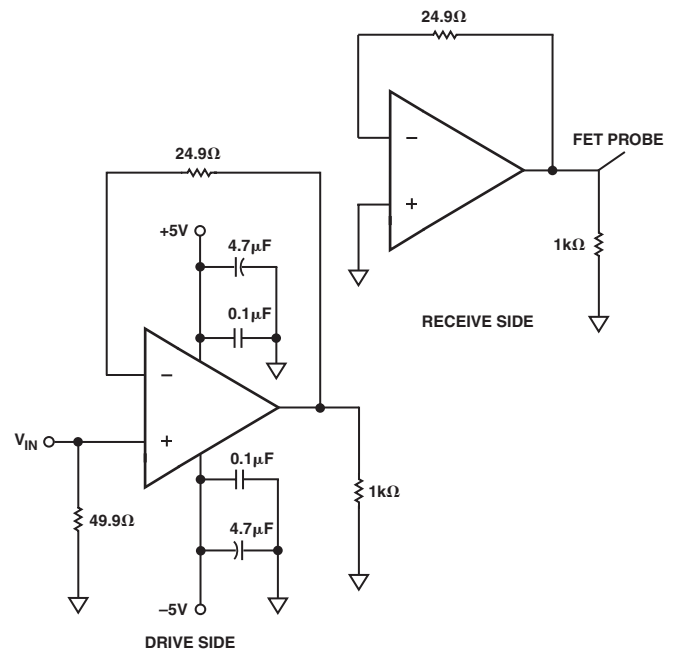 24.9Ω
FET PROBE
−
+
1kΩ
RECEIVE SIDE
24.9Ω
+5V
4.7μF
0.1μF
−
+
VIN
49.9Ω
0.1μF
4.7μF
1kΩ
–5V
DRIVE SIDE